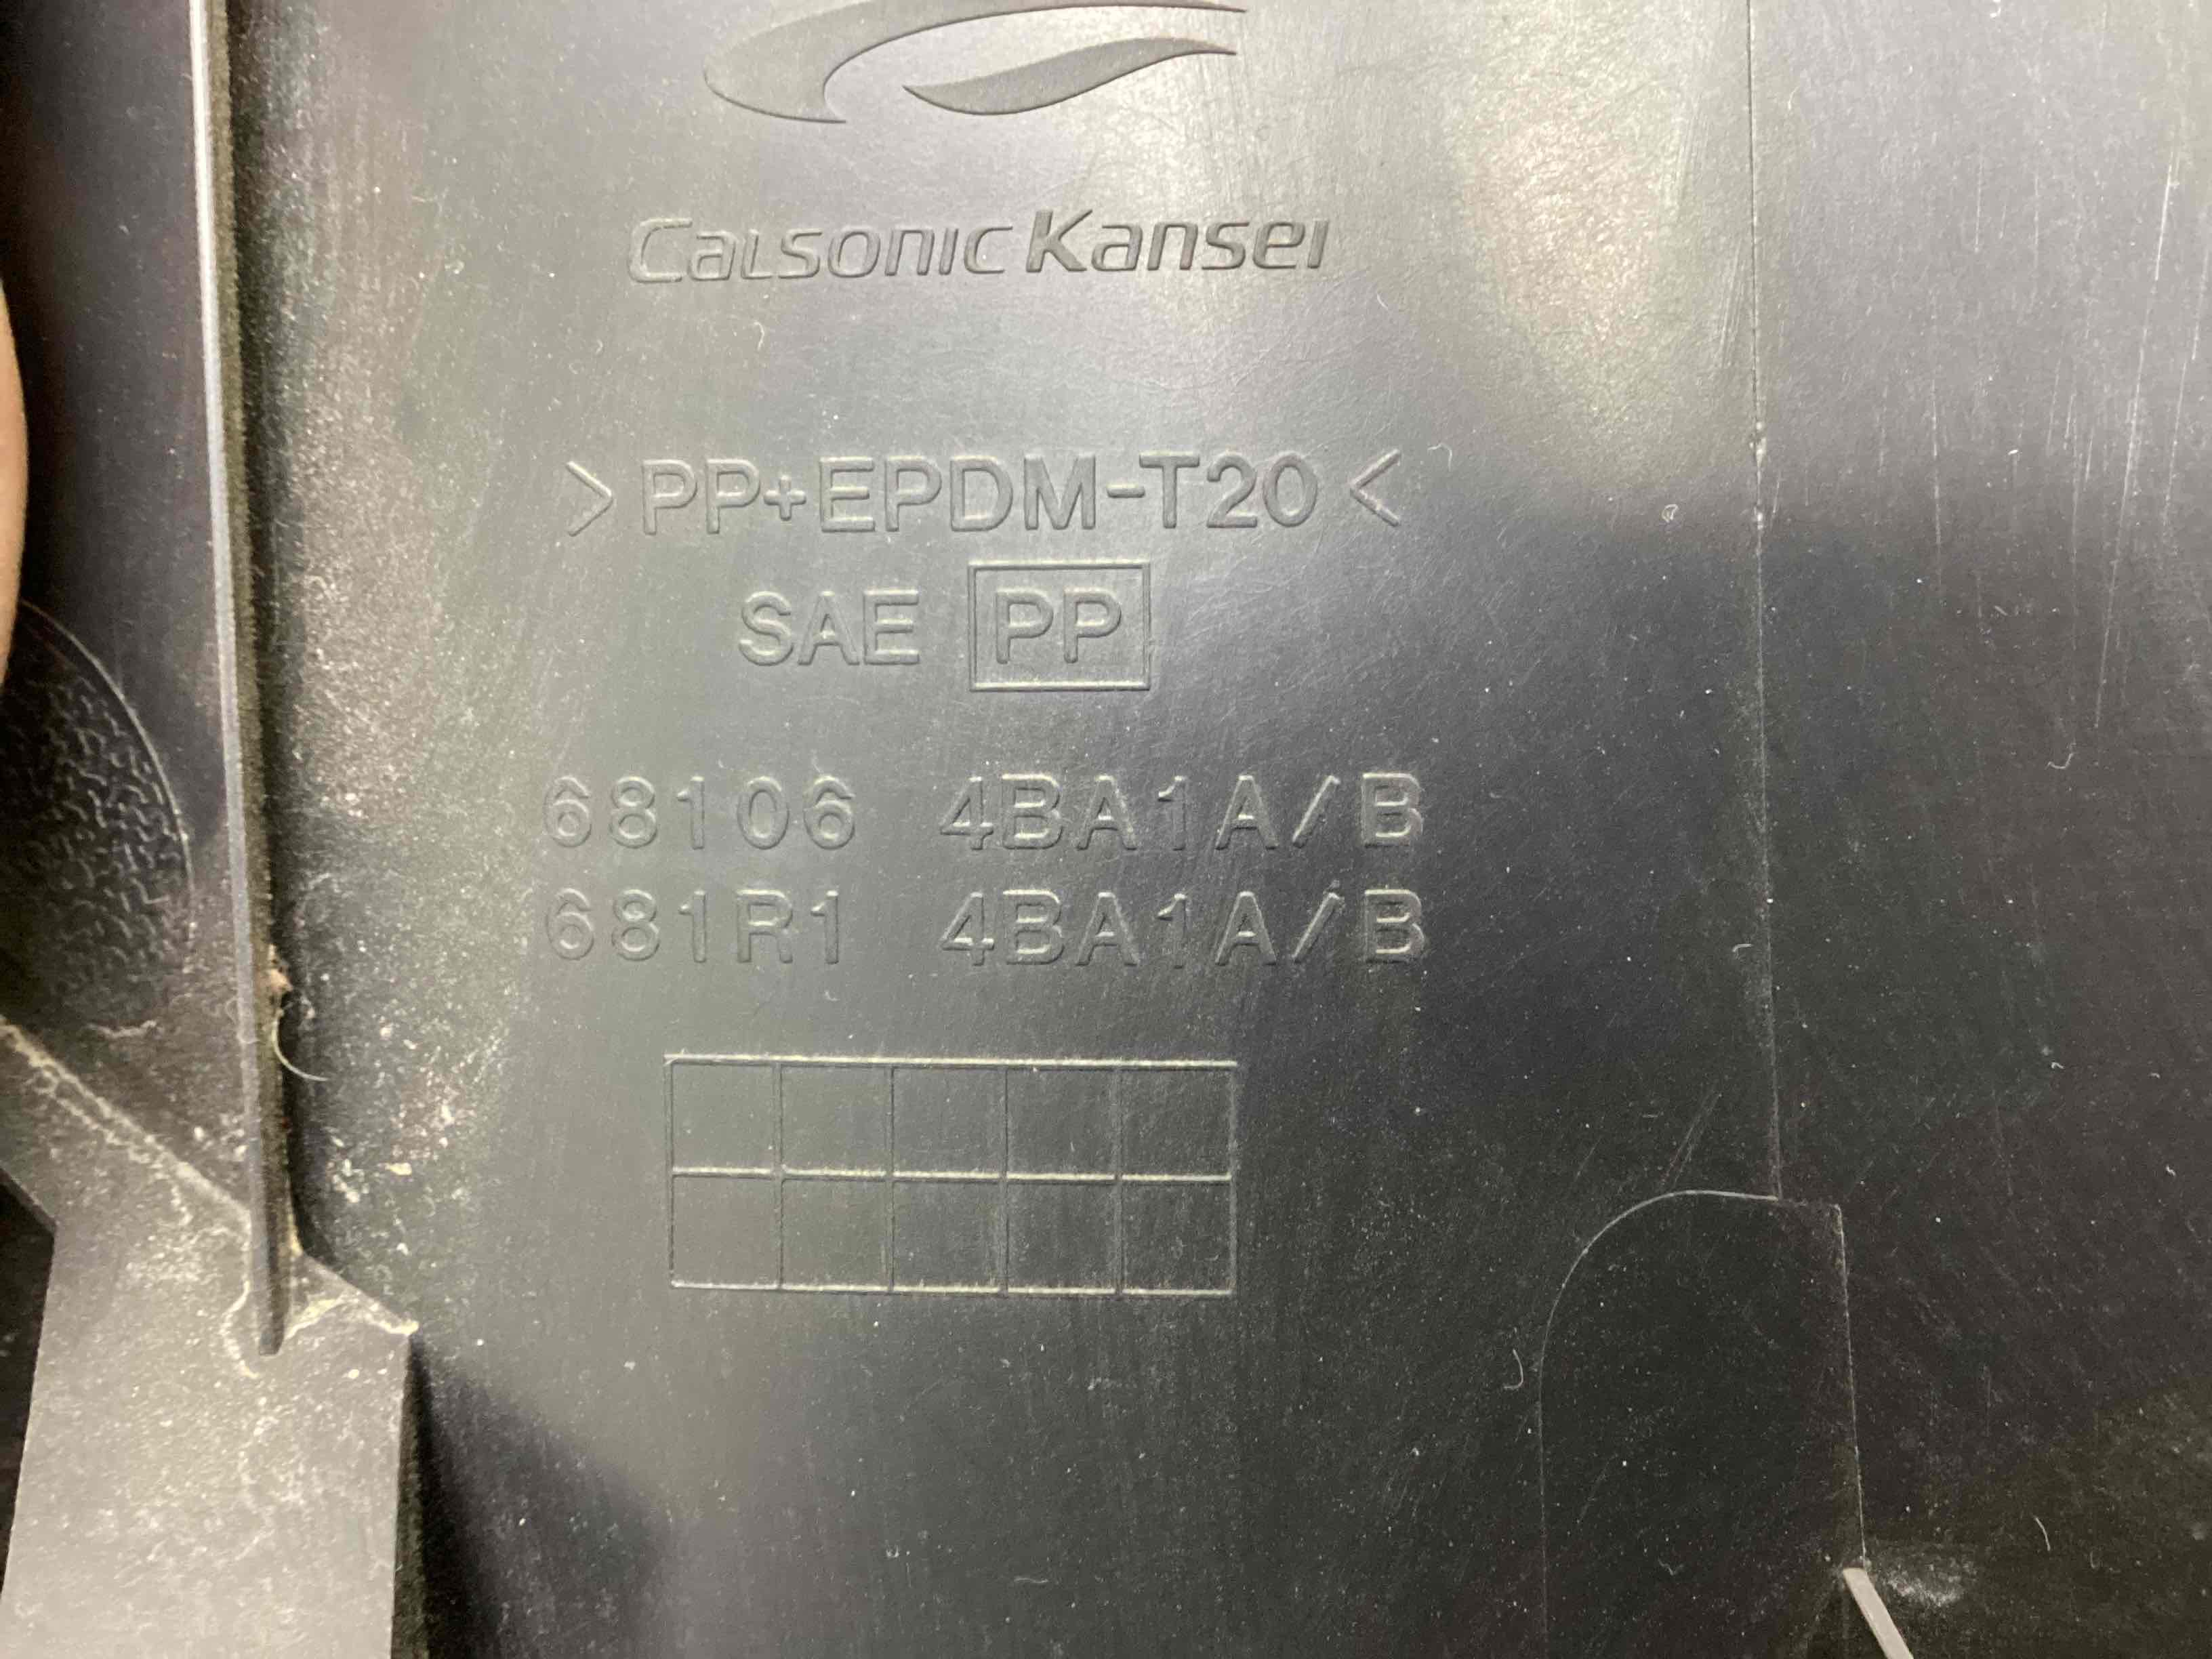 CalsonicKansei
>PP+EPDM-T20<
SAE PP
68106 4BA1A/B
681R1 4BA1A/B